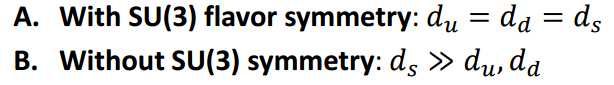 A. With SU(3) flavor symmetry: d_u = d_d = d_s
B. Without SU(3) symmetry: d_s ≫ d_u, d_d